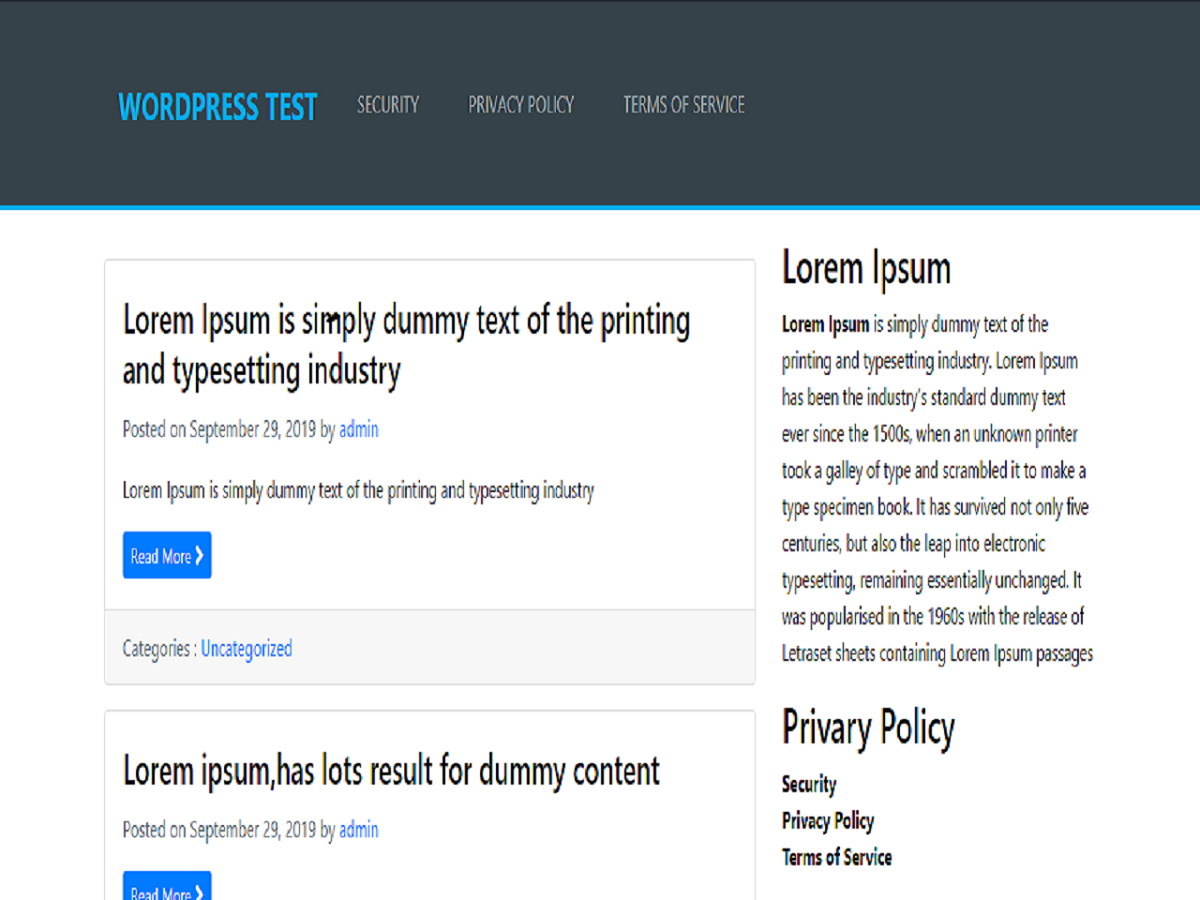 WORDPRESS TEST SECURITY PRIVACY POLICY TERMS OF SERVICE
Lorem Ipsum is simply dummy text of the printing
and typesetting industry
Posted on September 29, 2019 by admin
Lorem Ipsum is simply dummy text of the printing and typesetting industry
Read More ❯
Categories : Uncategorized
Lorem ipsum,has lots result for dummy content
Posted on September 29, 2019 by admin
Read More ❯
Lorem Ipsum
Lorem Ipsum is simply dummy text of the
printing and typesetting industry. Lorem Ipsum
has been the industry's standard dummy text
ever since the 1500s, when an unknown printer
took a galley of type and scrambled it to make a
type specimen book. It has survived not only five
centuries, but also the leap into electronic
typesetting, remaining essentially unchanged. It
was popularised in the 1960s with the release of
Letraset sheets containing Lorem Ipsum passages
Privary Policy
Security
Privacy Policy
Terms of Service